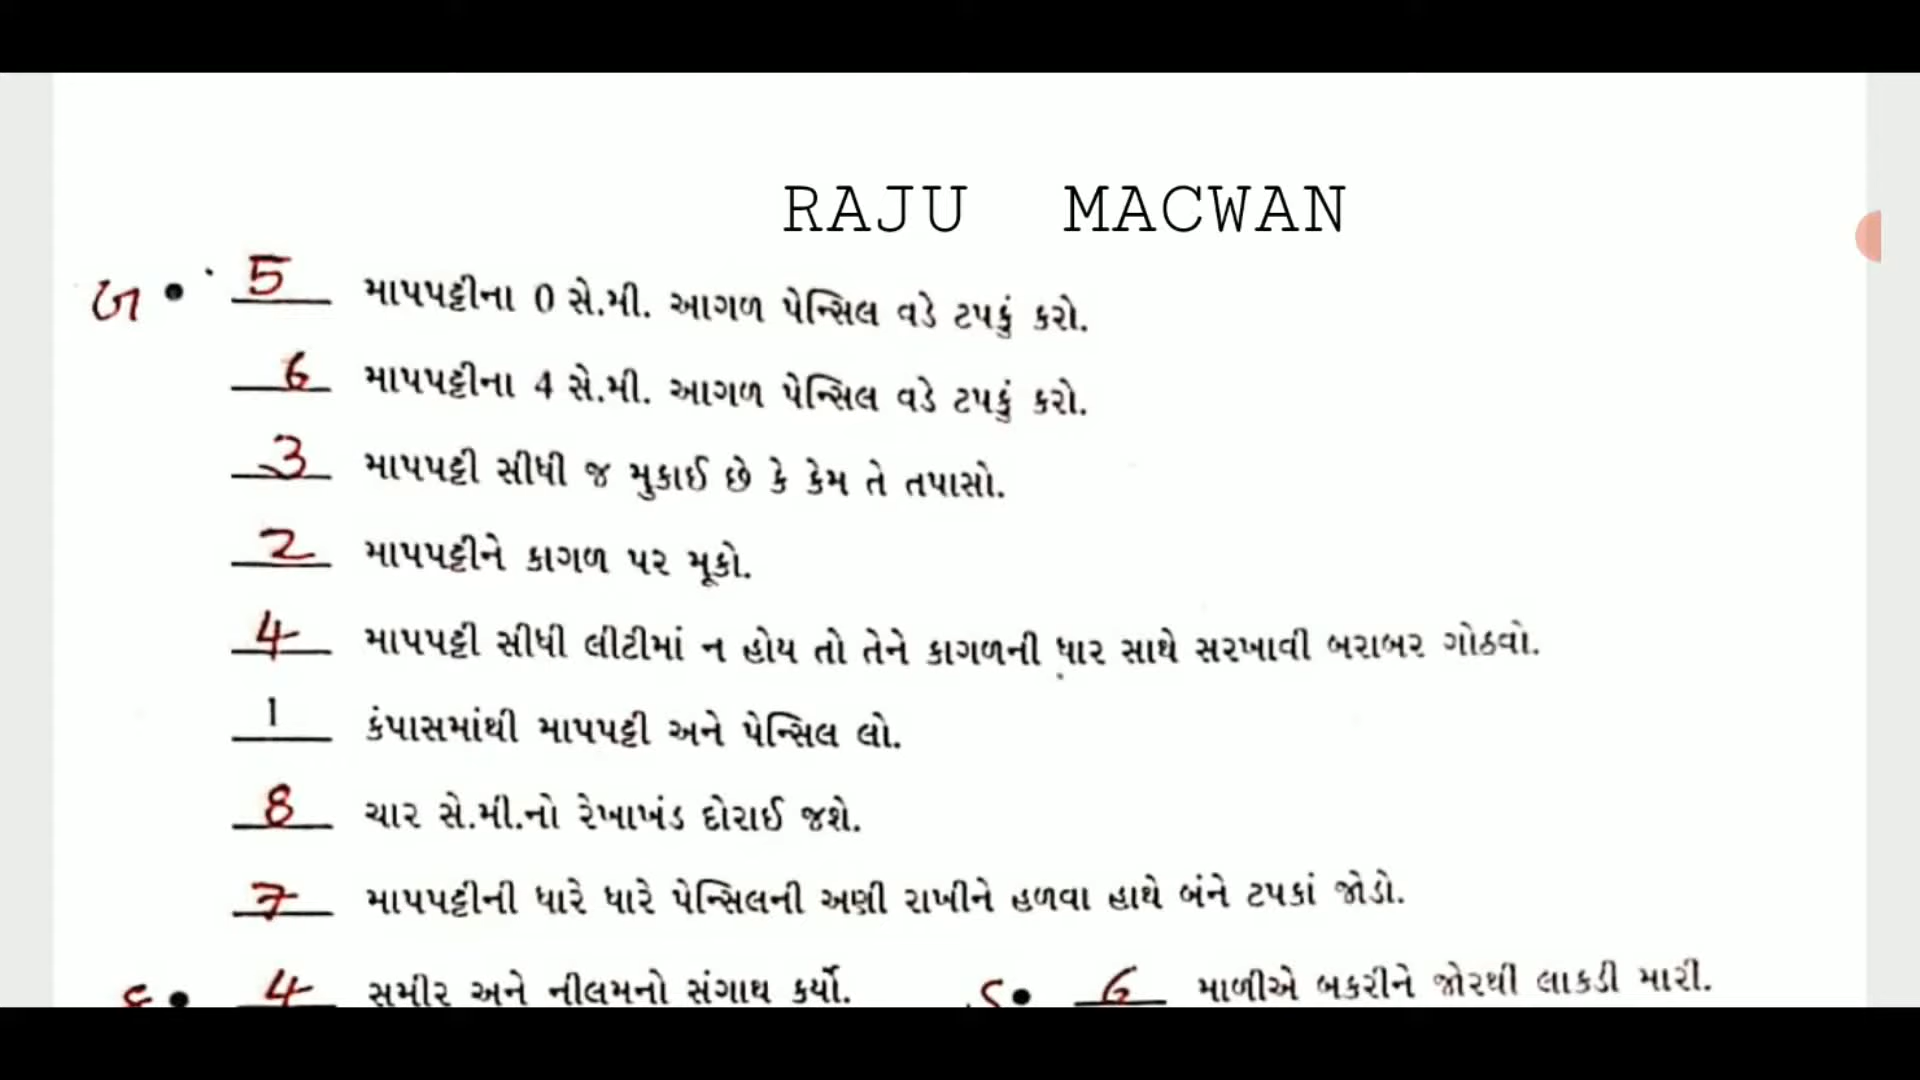 RAJU MACWAN
ખ • 5 માપપટ્ટીના 0 સે.મી. આગળ પેન્સિલ વડે ટપકું કરો.
6 માપપટ્ટીના 4 સે.મી. આગળ પેન્સિલ વડે ટપકું કરો.
3 માપપટ્ટી સીધી જ મુકાઈ છે કે કેમ તે તપાસો.
2 માપપટ્ટીને કાગળ પર મૂકો.
4 માપપટ્ટી સીધી લીટીમાં ન હોય તો તેને કાગળની ધાર સાથે સરખાવી બરાબર ગોઠવો.
1 કંપાસમાંથી માપપટ્ટી અને પેન્સિલ લો.
8 ચાર સે.મી.નો રેખાખંડ દોરાઈ જશે.
7 માપપટ્ટીની ધારે ધારે પેન્સિલની અણી રાખીને હળવા હાથે બંને ટપકાં જોડો.
• 4 સમીર અને નીલમનો સંગાથ કર્યો. • 6 માળીએ બકરીને જોરથી લાકડી મારી.